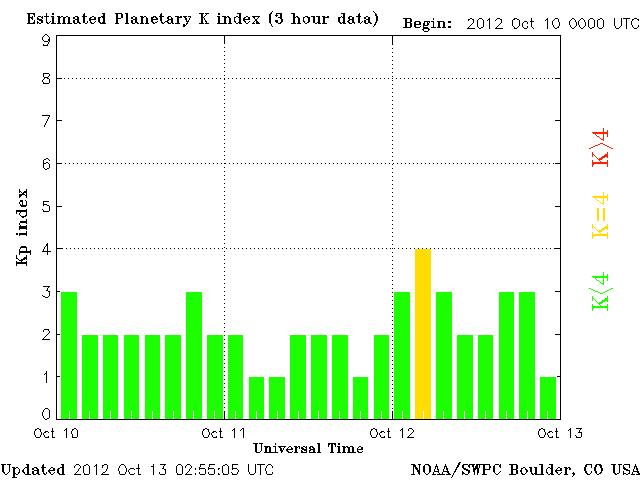 Estimated Planetary K index (3 hour data)
Begin: 2012 Oct 10 0000 UTC
9
8
7
6
5
4
3
2
1
0
Kp index
K>4
K=4
K<4
Oct 10
Oct 11
Oct 12
Oct 13
Universal Time
Updated 2012 Oct 13 02:55:05 UTC
NOAA/SWPC Boulder, CO USA